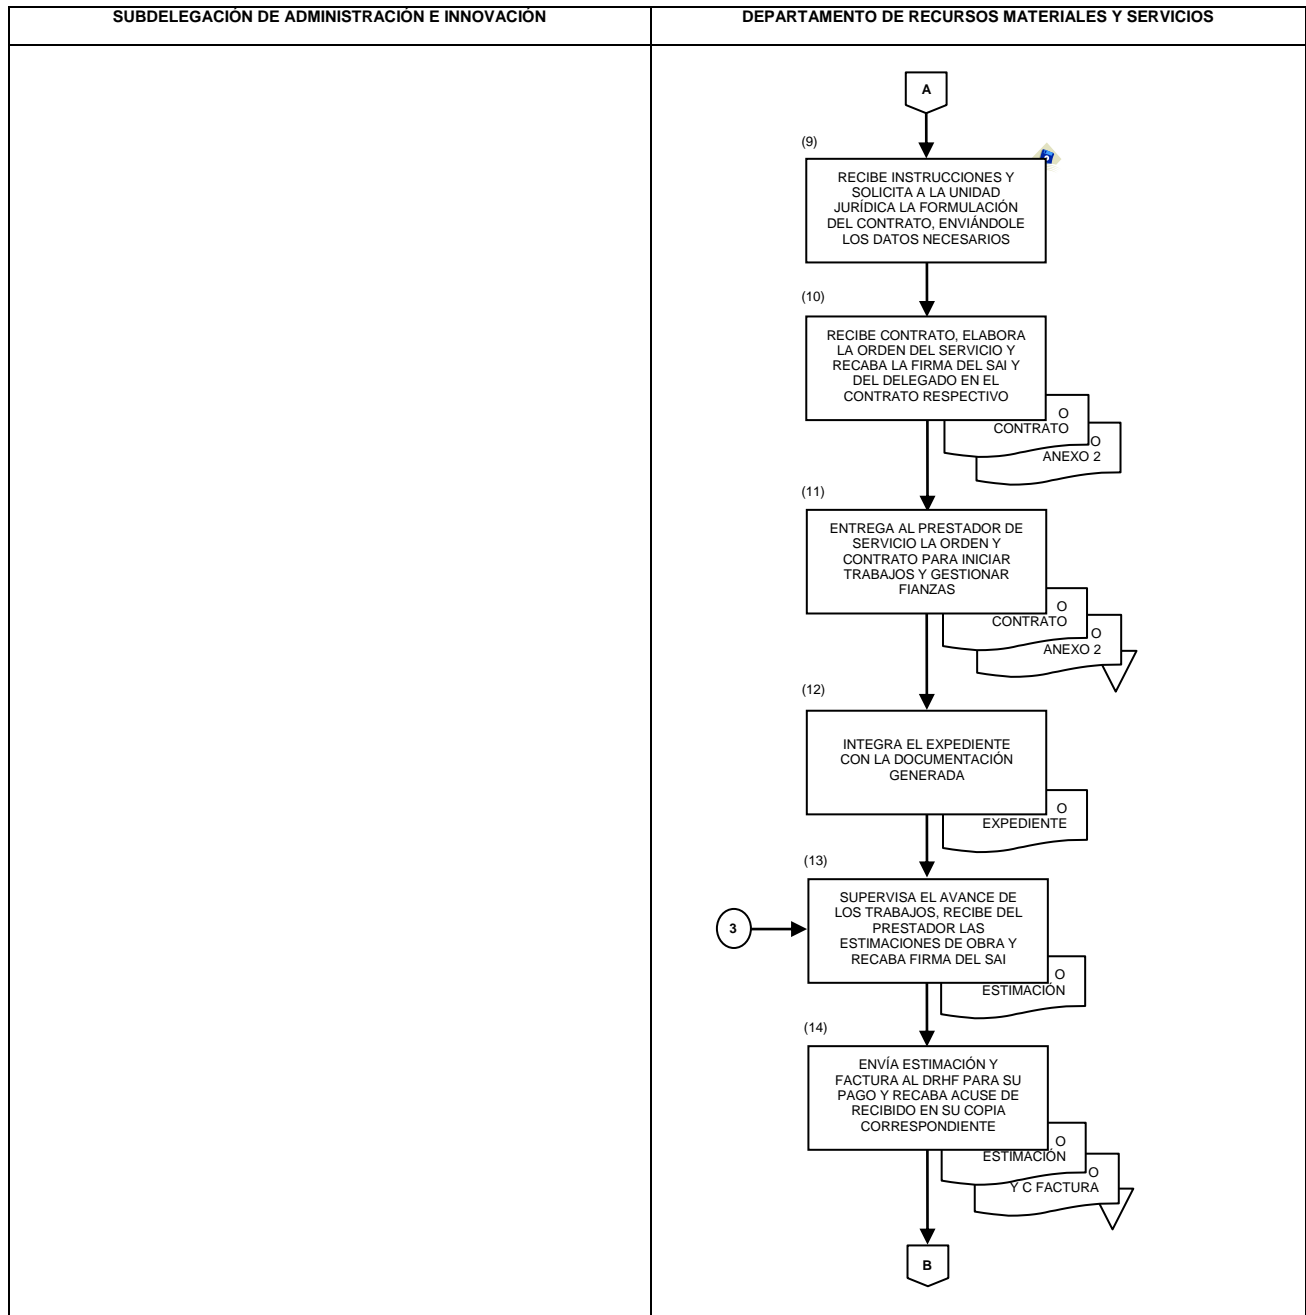 SUBDELEGACIÓN DE ADMINISTRACIÓN E INNOVACIÓN
DEPARTAMENTO DE RECURSOS MATERIALES Y SERVICIOS
A
(9)
RECIBE INSTRUCCIONES Y
SOLICITA A LA UNIDAD
JURÍDICA LA FORMULACIÓN
DEL CONTRATO, ENVIÁNDOLE
LOS DATOS NECESARIOS
(10)
RECIBE CONTRATO, ELABORA
LA ORDEN DEL SERVICIO Y
RECABA LA FIRMA DEL SAI Y
DEL DELEGADO EN EL
CONTRATO RESPECTIVO
O
CONTRATO
O
ANEXO 2
(11)
ENTREGA AL PRESTADOR DE
SERVICIO LA ORDEN Y
CONTRATO PARA INICIAR
TRABAJOS Y GESTIONAR
FIANZAS
O
CONTRATO
O
ANEXO 2
(12)
INTEGRA EL EXPEDIENTE
CON LA DOCUMENTACIÓN
GENERADA
O
EXPEDIENTE
(13)
SUPERVISA EL AVANCE DE
LOS TRABAJOS, RECIBE DEL
PRESTADOR LAS
ESTIMACIONES DE OBRA Y
RECABA FIRMA DEL SAI
3
O
ESTIMACIÓN
(14)
ENVÍA ESTIMACIÓN Y
FACTURA AL DRHF PARA SU
PAGO Y RECABA ACUSE DE
RECIBIDO EN SU COPIA
CORRESPONDIENTE
O
ESTIMACIÓN
O
Y C FACTURA
B